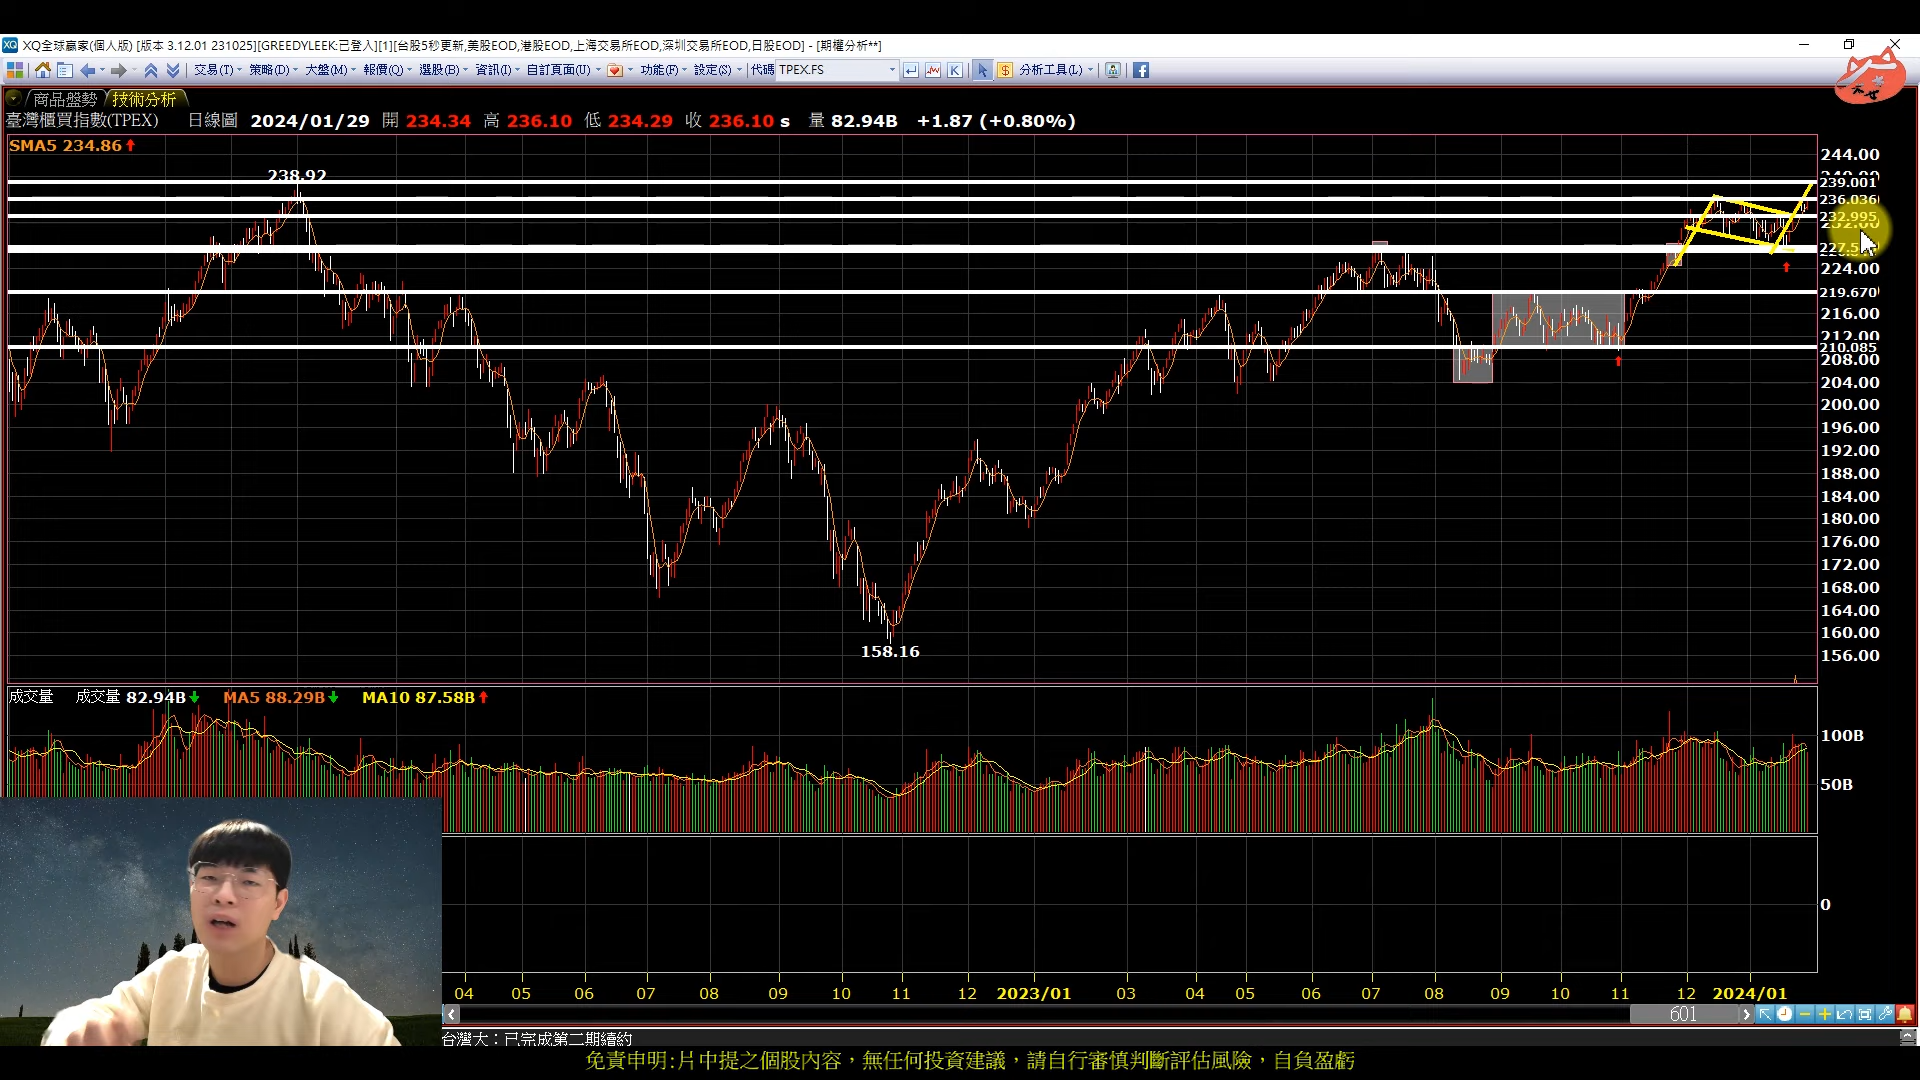 XQ全球贏家(個人版) [版本 3.12.01 231025][GREEDYLEEK:已登入][1][台股5秒更新,美股EOD,港股EOD,上海交易所EOD,深圳交易所EOD,日股EOD] - [期權分析**]
交易(T) 策略(D) 大盤(M) 報價(Q) 選股(B) 資訊(I) 自訂頁面(U) 功能(F) 設定(S) 代碼 TPEX.FS 分析工具(L)
商品盤勢 技術分析
臺灣櫃買指數(TPEX) 日線圖 2024/01/29 開 234.34 高 236.10 低 234.29 收 236.10 s 量 82.94B +1.87 (+0.80%)
SMA5 234.86
238.92
158.16
244.00
239.001
236.036
232.995
224.00
219.670
216.00
212.00
210.085
208.00
204.00
200.00
196.00
192.00
188.00
184.00
180.00
176.00
172.00
168.00
164.00
160.00
156.00
成交量 成交量 82.94B MA5 88.29B MA10 87.58B
100B
50B
0
04 05 06 07 08 09 10 11 12 2023/01 03 04 05 06 07 08 09 10 11 12 2024/01
601
台灣大：已完成第二期續約
免責申明:片中提之個股內容，無任何投資建議，請自行審慎判斷評估風險，自負盈虧